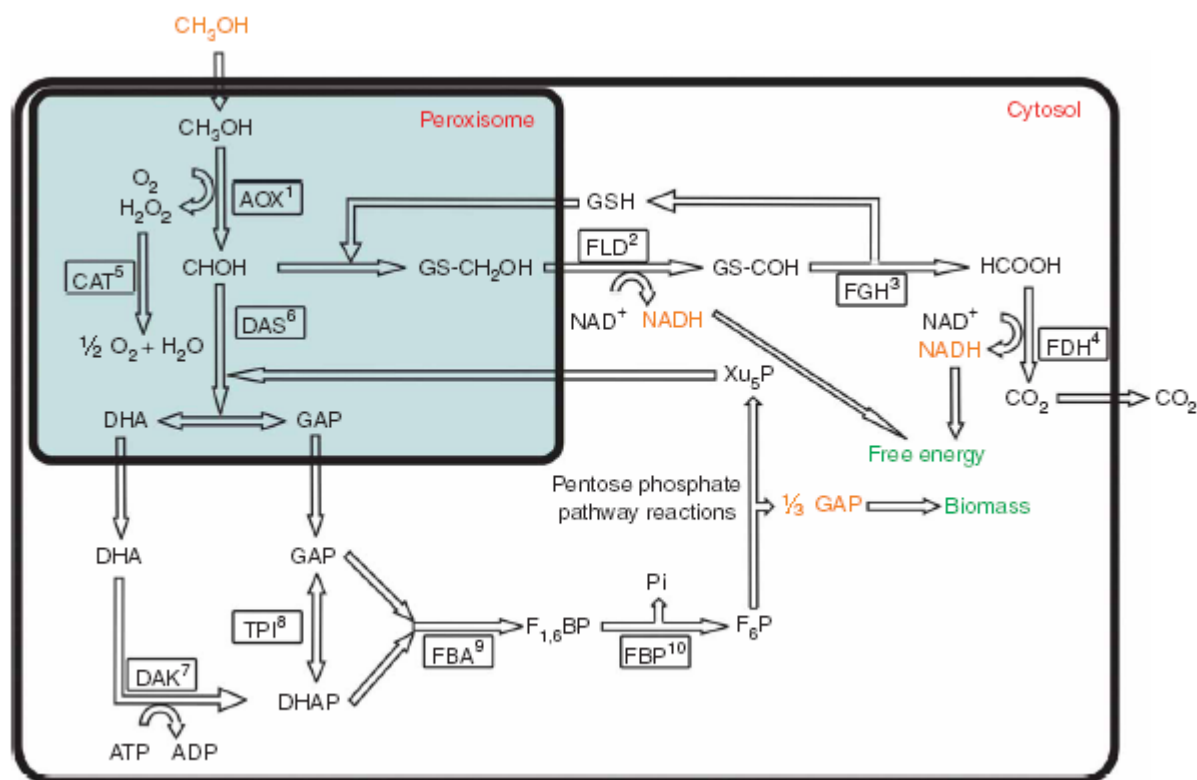 CH₃OH
Peroxisome
Cytosol
CH₃OH
O₂
H₂O₂
AOX¹
GSH
FLD²
CAT⁵
CHOH
GS-CH₂OH
GS-COH
HCOOH
FGH³
DAS⁶
NAD⁺ NADH
NAD⁺
NADH
FDH⁴
½ O₂ + H₂O
Xu₅P
CO₂
CO₂
DHA
GAP
Free energy
Pentose phosphate
pathway reactions
⅓ GAP
Biomass
DHA
GAP
Pi
TPI⁸
F₁,₆BP
F₆P
FBA⁹
FBP¹⁰
DAK⁷
DHAP
ATP
ADP